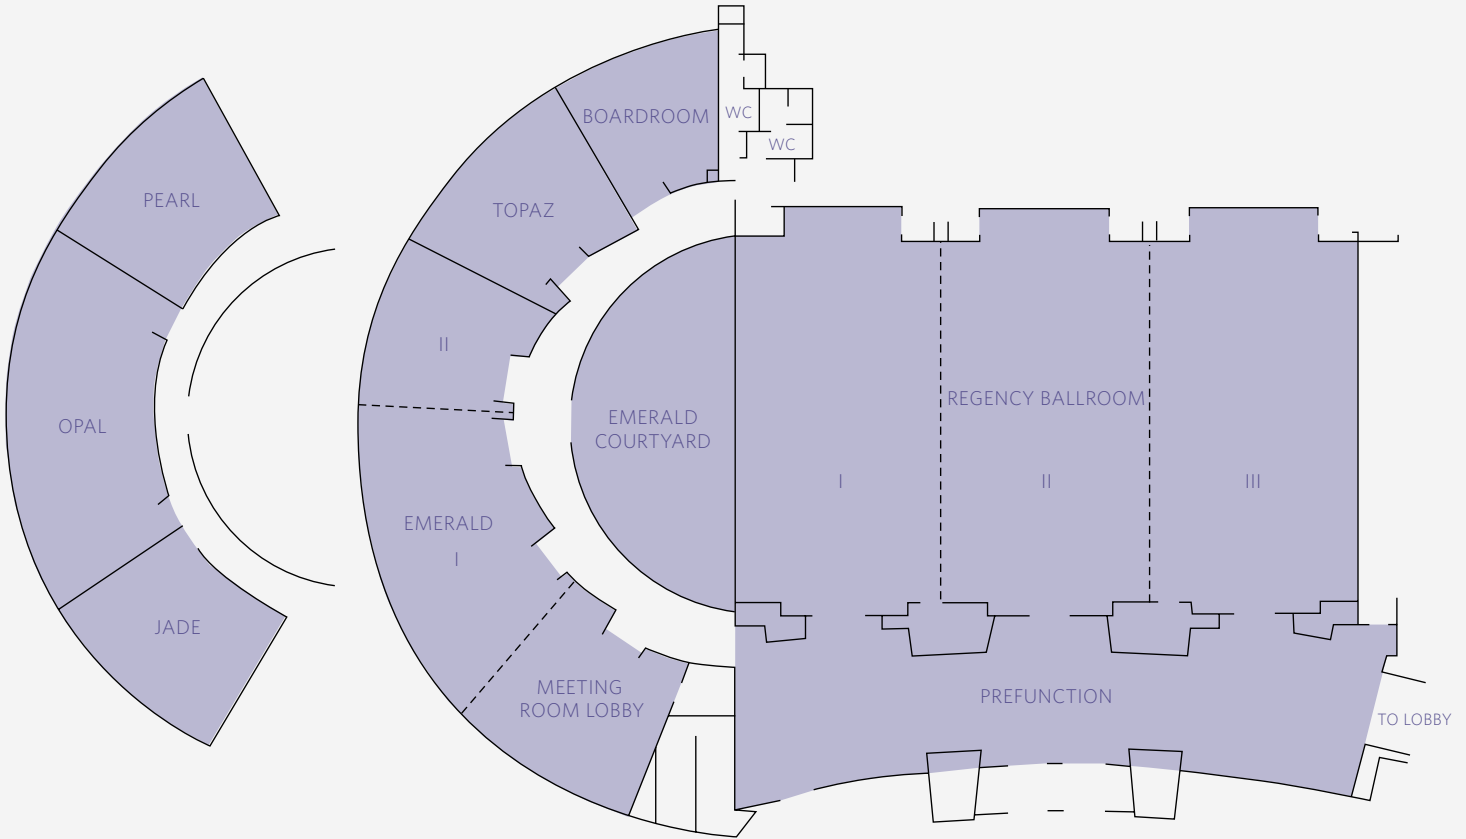 PEARL
OPAL
JADE
BOARDROOM
WC
WC
TOPAZ
II
EMERALD
I
MEETING
ROOM LOBBY
EMERALD
COURTYARD
REGENCY BALLROOM
I
II
III
PREFUNCTION
TO LOBBY